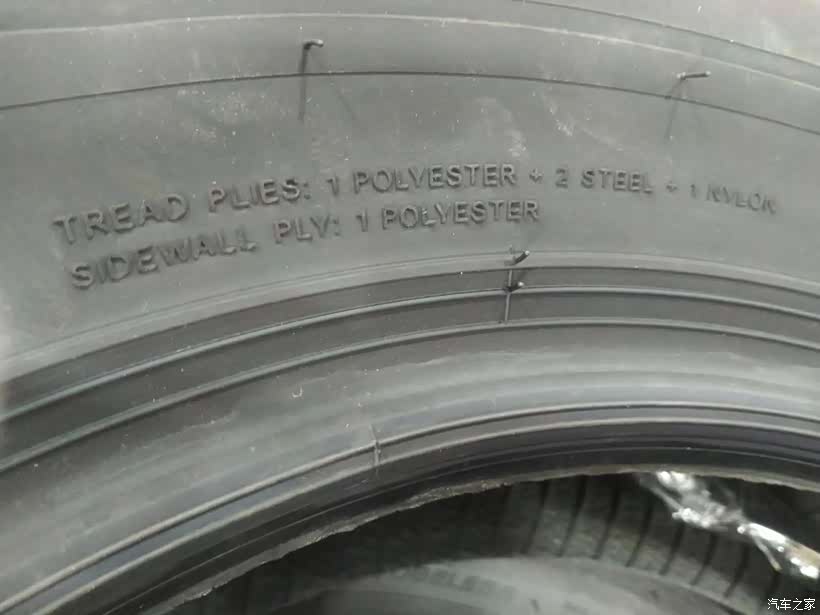 TREAD PLIES: 1 POLYESTER + 2 STEEL + 1 NYLON
SIDEWALL PLY: 1 POLYESTER
汽车之家